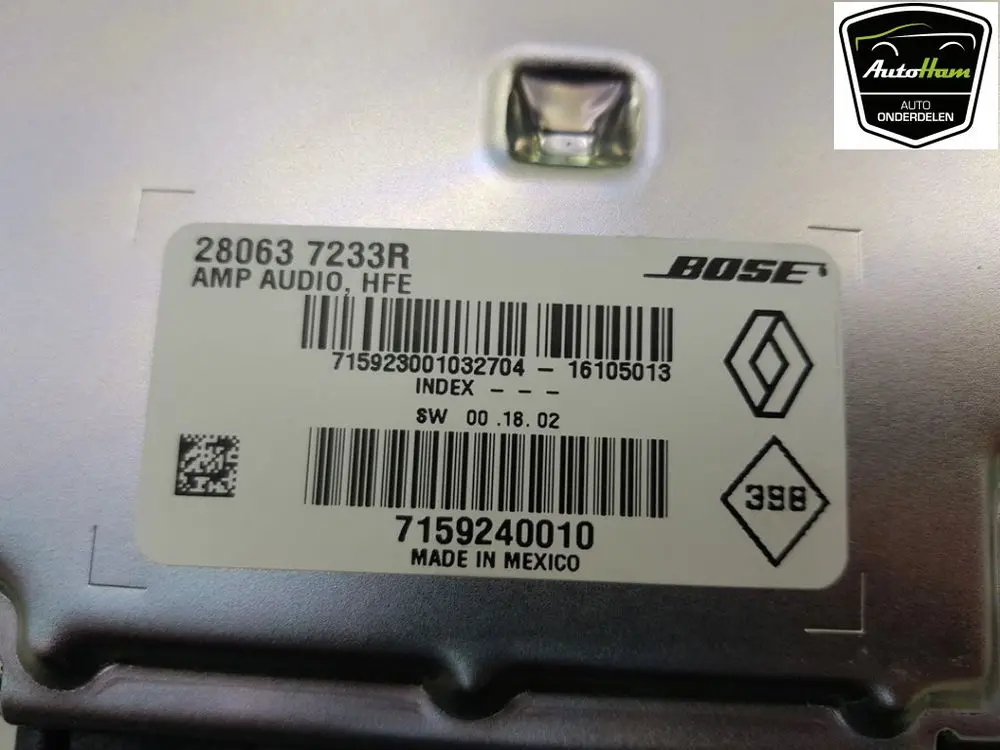 AutoHam
AUTO
ONDERDELEN
28063 7233R
AMP AUDIO, HFE
BOSE
715923001032704 - 16105013
INDEX - - -
SW 00 .18. 02
398
7159240010
MADE IN MEXICO